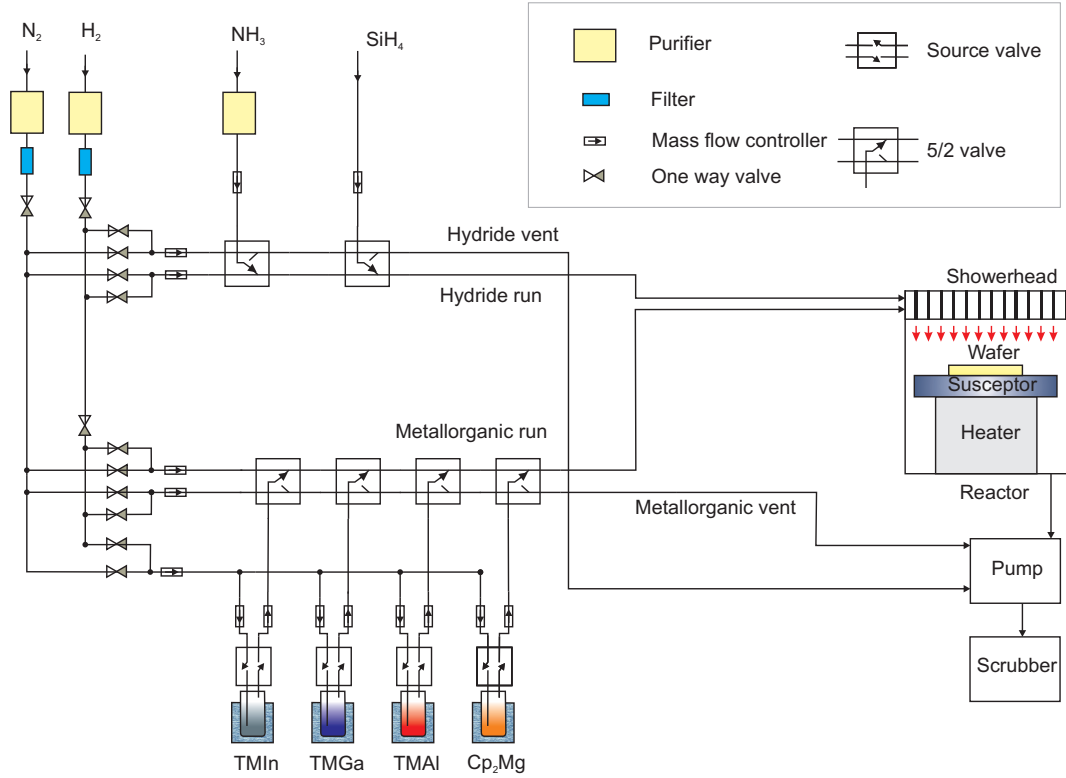 N₂
H₂
NH₃
SiH₄
Purifier
Source valve
Filter
Mass flow controller
5/2 valve
One way valve
Hydride vent
Hydride run
Showerhead
Wafer
Susceptor
Heater
Reactor
Metallorganic run
Metallorganic vent
Pump
Scrubber
TMIn
TMGa
TMAl
Cp₂Mg